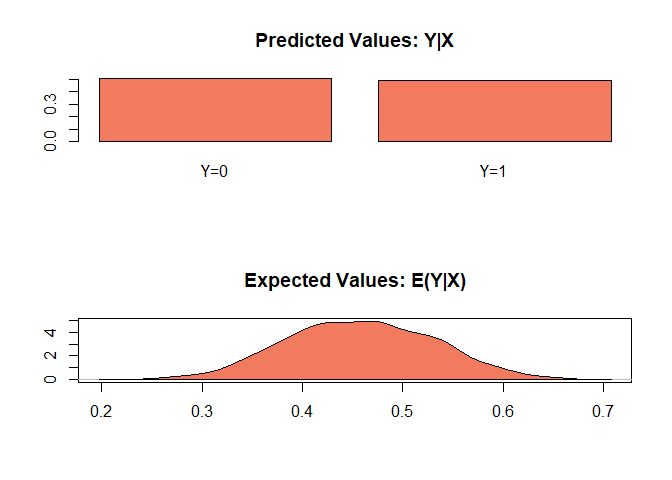 Predicted Values: Y|X
0.0 0.3
Y=0 Y=1
Expected Values: E(Y|X)
0 2 4
0.2 0.3 0.4 0.5 0.6 0.7